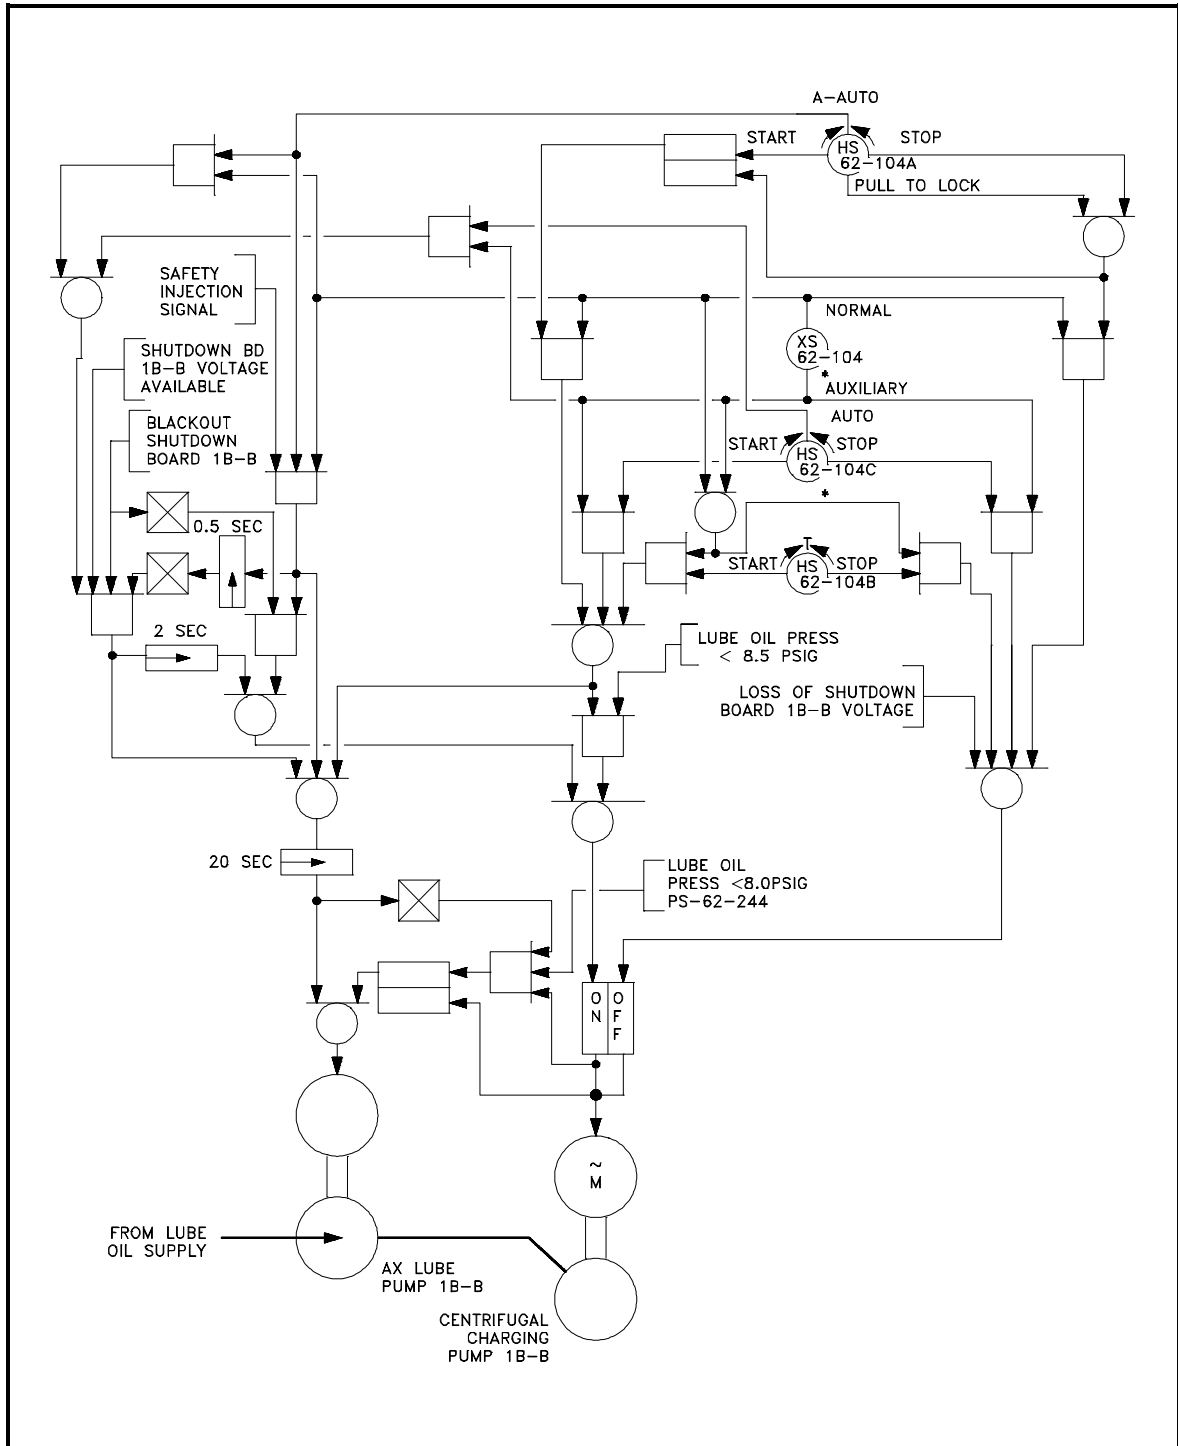 A-AUTO
START
STOP
HS
62-104A
PULL TO LOCK
SAFETY
INJECTION
SIGNAL
NORMAL
SHUTDOWN BD
1B-B VOLTAGE
AVAILABLE
XS
62-104
*
AUXILIARY
BLACKOUT
SHUTDOWN
BOARD 1B-B
AUTO
START
STOP
HS
62-104C
*
0.5 SEC
T
START
STOP
HS
62-104B
2 SEC
LUBE OIL PRESS
< 8.5 PSIG
LOSS OF SHUTDOWN
BOARD 1B-B VOLTAGE
20 SEC
LUBE OIL
PRESS <8.0PSIG
PS-62-244
ON
OFF
~
M
FROM LUBE
OIL SUPPLY
AX LUBE
PUMP 1B-B
CENTRIFUGAL
CHARGING
PUMP 1B-B